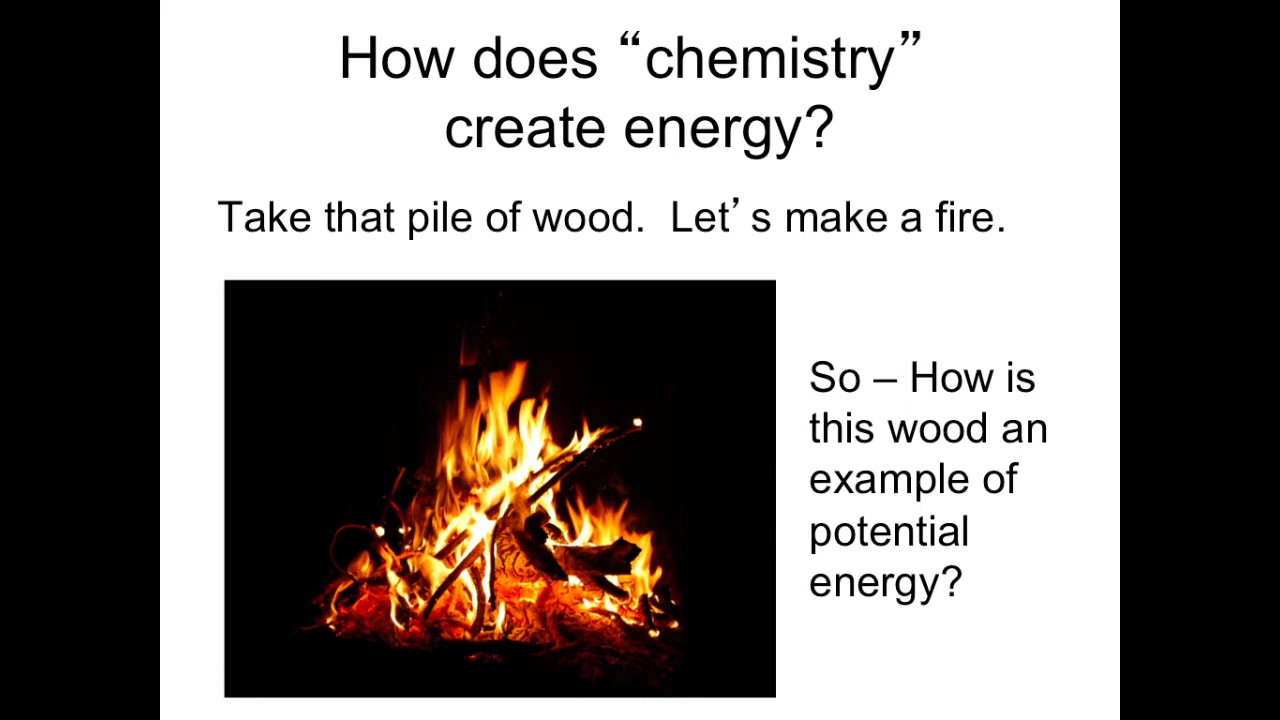 How does “chemistry”
create energy?
Take that pile of wood.  Let’s make a fire.
So – How is
this wood an
example of
potential
energy?